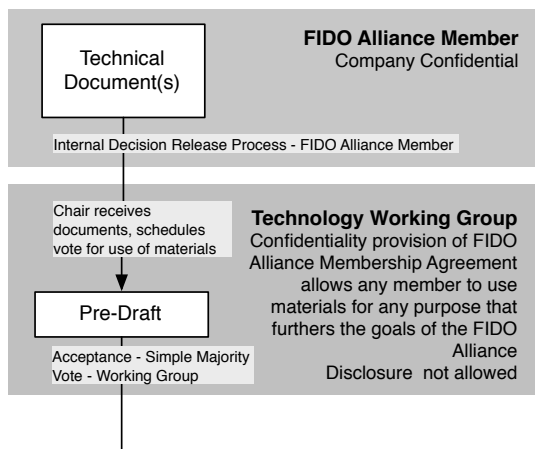 Technical
Document(s)
FIDO Alliance Member
Company Confidential
Internal Decision Release Process - FIDO Alliance Member
Chair receives
documents, schedules
vote for use of materials
Technology Working Group
Confidentiality provision of FIDO
Alliance Membership Agreement
allows any member to use
materials for any purpose that
furthers the goals of the FIDO
Alliance
Disclosure  not allowed
Pre-Draft
Acceptance - Simple Majority
Vote - Working Group